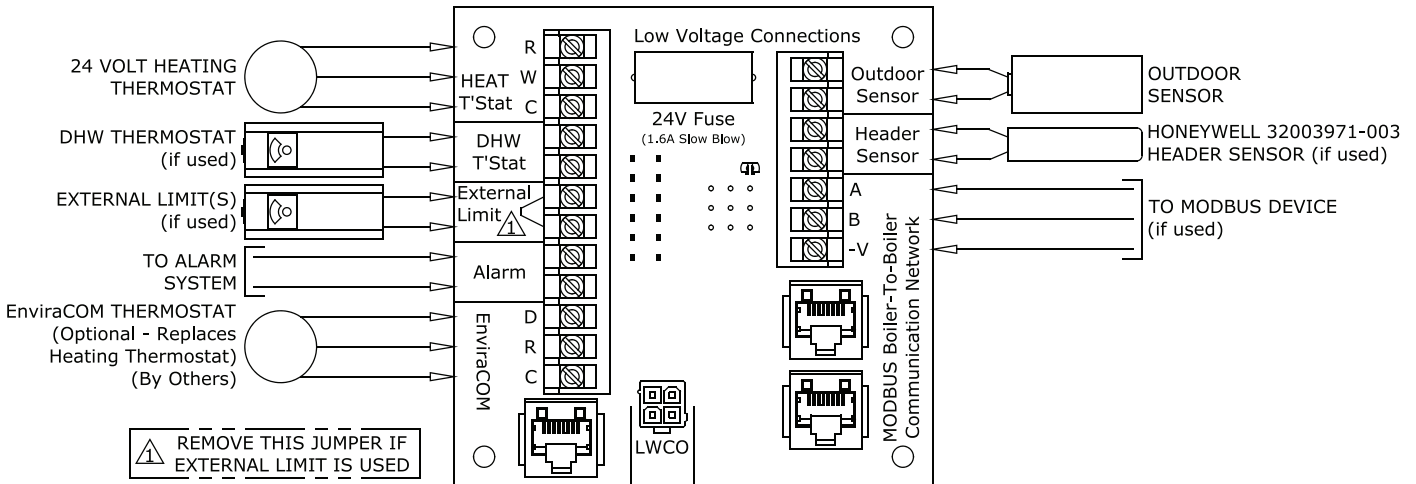 24 VOLT HEATING
THERMOSTAT
DHW THERMOSTAT
(if used)
EXTERNAL LIMIT(S)
(if used)
TO ALARM
SYSTEM
EnviraCOM THERMOSTAT
(Optional - Replaces
Heating Thermostat)
(By Others)
1 REMOVE THIS JUMPER IF
EXTERNAL LIMIT IS USED
R
HEAT W
T'Stat C
DHW
T'Stat
External
Limit 1
Alarm
EnviraCOM
D
R
C
Low Voltage Connections
24V Fuse
(1.6A Slow Blow)
LWCO
Outdoor
Sensor
Header
Sensor
A
B
-V
MODBUS Boiler-To-Boiler
Communication Network
OUTDOOR
SENSOR
HONEYWELL 32003971-003
HEADER SENSOR (if used)
TO MODBUS DEVICE
(if used)